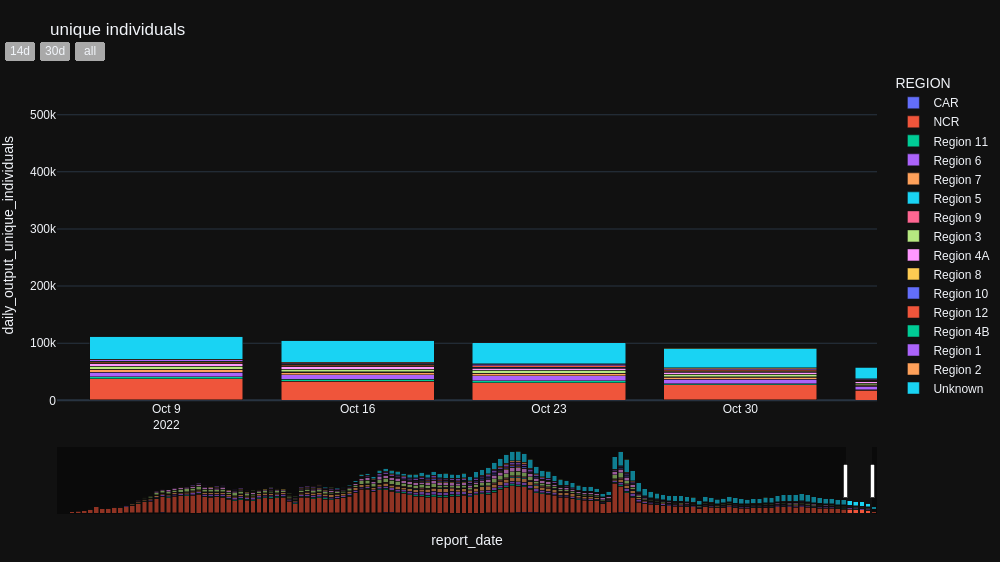 unique individuals
14d 30d all
daily_output_unique_individuals
500k
400k
300k
200k
100k
0
Oct 9 Oct 16 Oct 23 Oct 30
2022
report_date
REGION
CAR
NCR
Region 11
Region 6
Region 7
Region 5
Region 9
Region 3
Region 4A
Region 8
Region 10
Region 12
Region 4B
Region 1
Region 2
Unknown